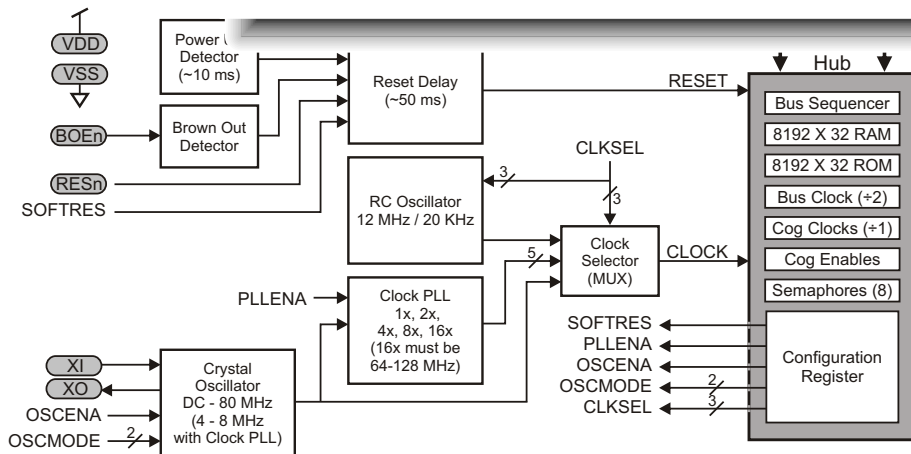 VDD
VSS
BOEn
RESn
SOFTRES
Power
Detector
(~10 ms)
Brown Out
Detector
Reset Delay
(~50 ms)
RESET
CLKSEL
3
3
RC Oscillator
12 MHz / 20 KHz
Clock
Selector
(MUX)
CLOCK
5
PLLENA
Clock PLL
1x, 2x,
4x, 8x, 16x
(16x must be
64-128 MHz)
XI
XO
OSCENA
OSCMODE
2
Crystal
Oscillator
DC - 80 MHz
(4 - 8 MHz
with Clock PLL)
Hub
Bus Sequencer
8192 X 32 RAM
8192 X 32 ROM
Bus Clock (÷2)
Cog Clocks (÷1)
Cog Enables
Semaphores (8)
Configuration
Register
SOFTRES
PLLENA
OSCENA
OSCMODE
2
CLKSEL
3